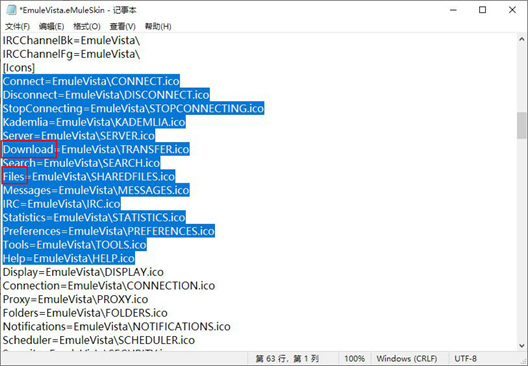 *EmuleVista.eMuleSkin - 记事本
文件(F) 编辑(E) 格式(O) 查看(V) 帮助(H)
IRCChannelBk=EmuleVista\
IRCChannelFg=EmuleVista\
[Icons]
Connect=EmuleVista\CONNECT.ico
Disconnect=EmuleVista\DISCONNECT.ico
StopConnecting=EmuleVista\STOPCONNECTING.ico
Kademlia=EmuleVista\KADEMLIA.ico
Server=EmuleVista\SERVER.ico
Download=EmuleVista\TRANSFER.ico
Search=EmuleVista\SEARCH.ico
Files=EmuleVista\SHAREDFILES.ico
Messages=EmuleVista\MESSAGES.ico
IRC=EmuleVista\IRC.ico
Statistics=EmuleVista\STATISTICS.ico
Preferences=EmuleVista\PREFERENCES.ico
Tools=EmuleVista\TOOLS.ico
Help=EmuleVista\HELP.ico
Display=EmuleVista\DISPLAY.ico
Connection=EmuleVista\CONNECTION.ico
Proxy=EmuleVista\PROXY.ico
Folders=EmuleVista\FOLDERS.ico
Notifications=EmuleVista\NOTIFICATIONS.ico
Scheduler=EmuleVista\SCHEDULER.ico
第 63 行，第 1 列 100% Windows (CRLF) UTF-8